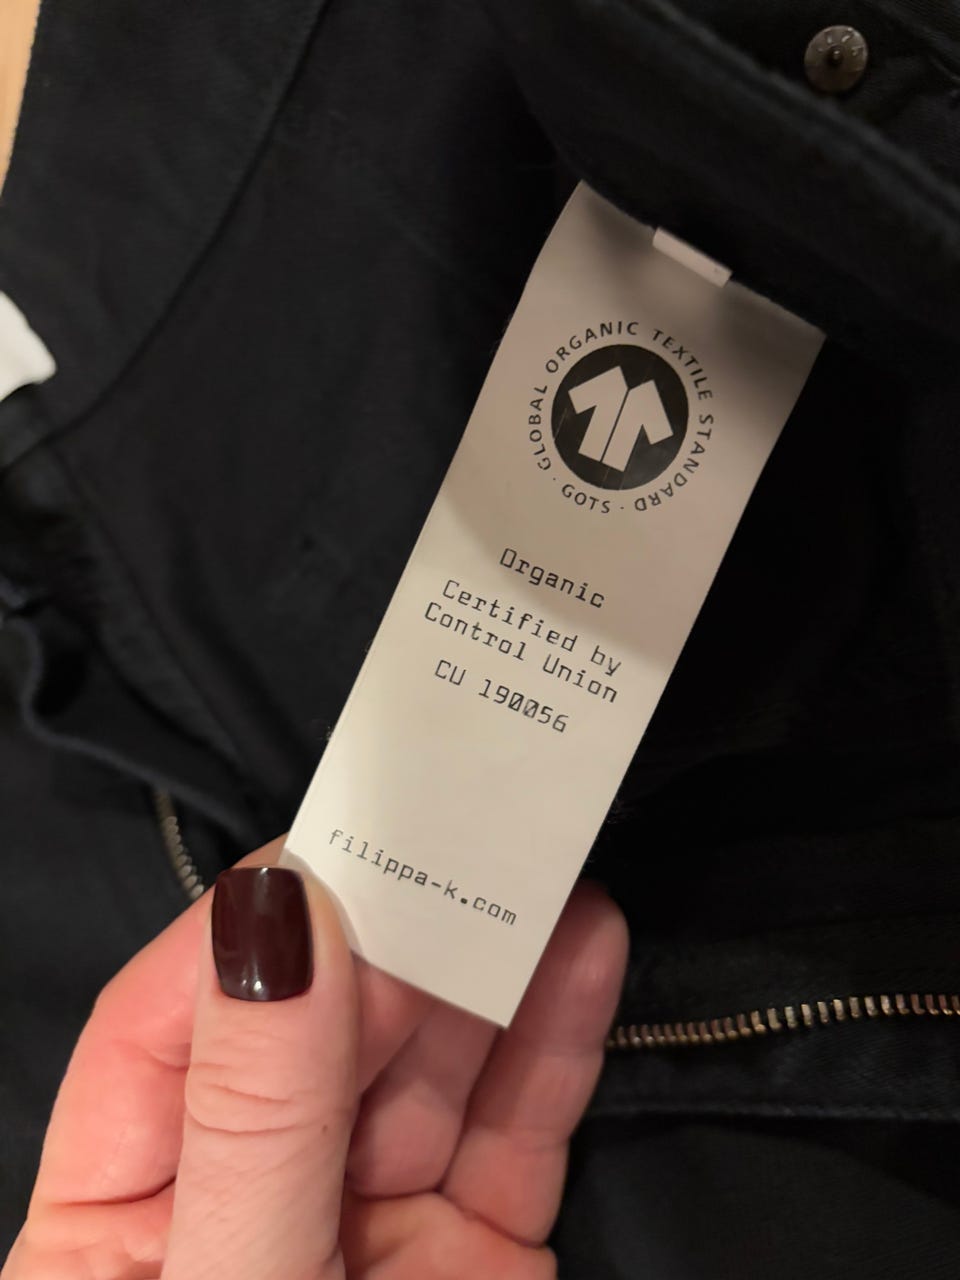 GLOBAL ORGANIC TEXTILE STANDARD · GOTS ·
Organic
Certified by
Control Union
CU 190056
filippa-k.com